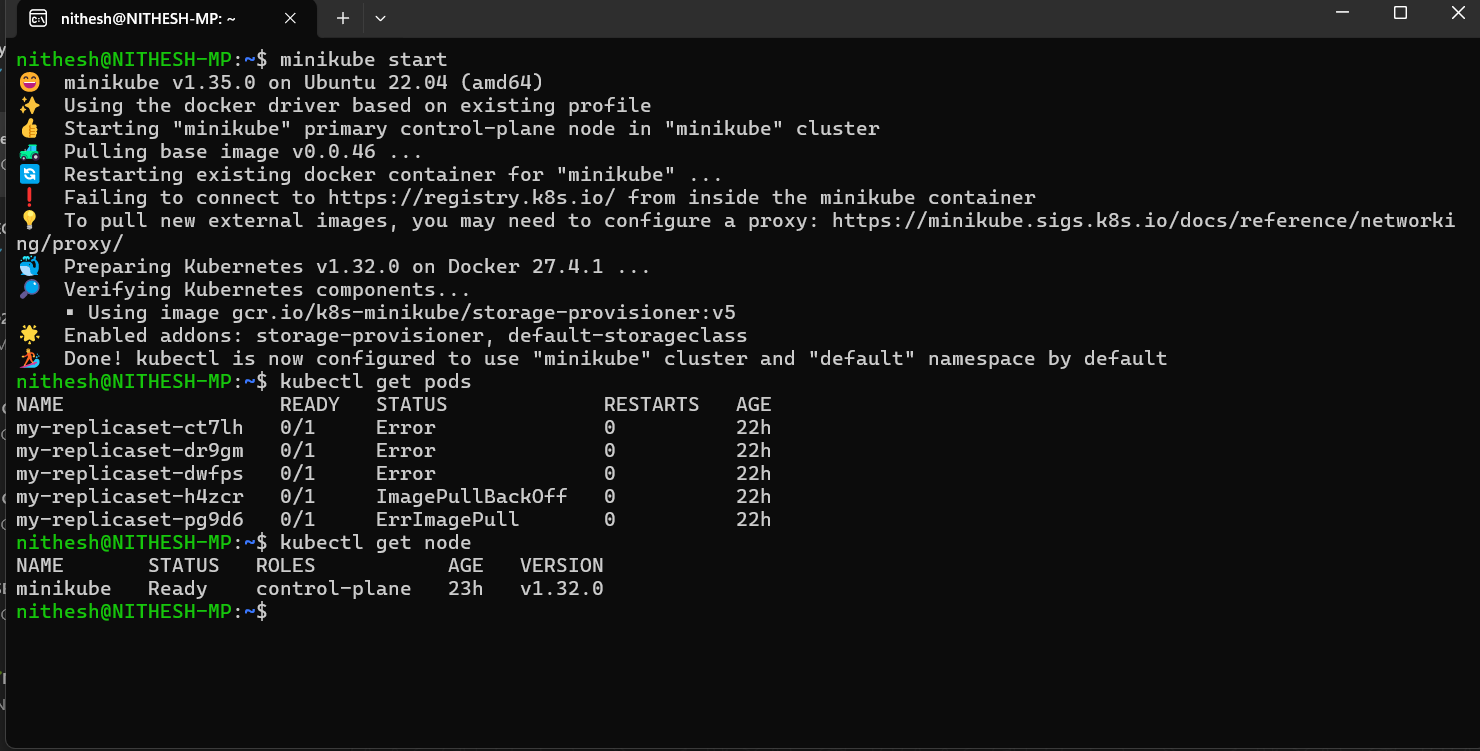 nithesh@NITHESH-MP: ~
nithesh@NITHESH-MP:~$ minikube start
😄  minikube v1.35.0 on Ubuntu 22.04 (amd64)
✨  Using the docker driver based on existing profile
👍  Starting "minikube" primary control-plane node in "minikube" cluster
🚜  Pulling base image v0.0.46 ...
🔄  Restarting existing docker container for "minikube" ...
❗  Failing to connect to https://registry.k8s.io/ from inside the minikube container
💡  To pull new external images, you may need to configure a proxy: https://minikube.sigs.k8s.io/docs/reference/networki
ng/proxy/
🐳  Preparing Kubernetes v1.32.0 on Docker 27.4.1 ...
🔎  Verifying Kubernetes components...
    ▪ Using image gcr.io/k8s-minikube/storage-provisioner:v5
🌟  Enabled addons: storage-provisioner, default-storageclass
🏄  Done! kubectl is now configured to use "minikube" cluster and "default" namespace by default
nithesh@NITHESH-MP:~$ kubectl get pods
NAME                  READY   STATUS             RESTARTS   AGE
my-replicaset-ct7lh   0/1     Error              0          22h
my-replicaset-dr9gm   0/1     Error              0          22h
my-replicaset-dwfps   0/1     Error              0          22h
my-replicaset-h4zcr   0/1     ImagePullBackOff   0          22h
my-replicaset-pg9d6   0/1     ErrImagePull       0          22h
nithesh@NITHESH-MP:~$ kubectl get node
NAME       STATUS   ROLES           AGE   VERSION
minikube   Ready    control-plane   23h   v1.32.0
nithesh@NITHESH-MP:~$